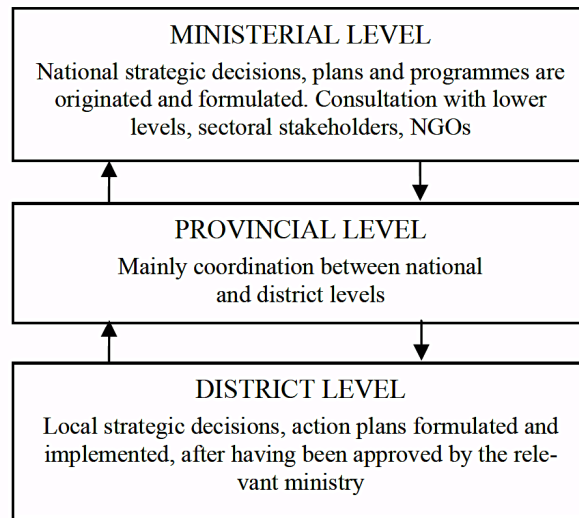 MINISTERIAL LEVEL
National strategic decisions, plans and programmes are
originated and formulated. Consultation with lower
levels, sectoral stakeholders, NGOs
PROVINCIAL LEVEL
Mainly coordination between national
and district levels
DISTRICT LEVEL
Local strategic decisions, action plans formulated and
implemented, after having been approved by the rele-
vant ministry